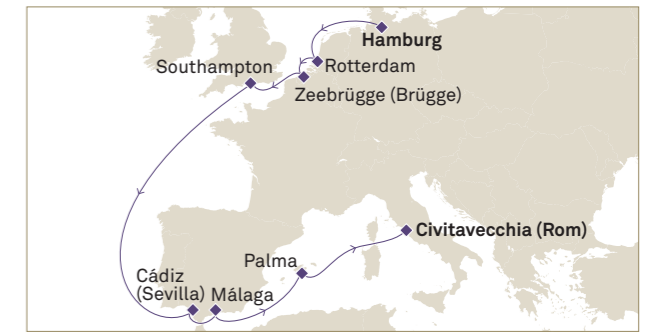 Hamburg
Southampton
Rotterdam
Zeebrügge (Brügge)
Civitavecchia (Rom)
Palma
Cádiz
(Sevilla)
Málaga